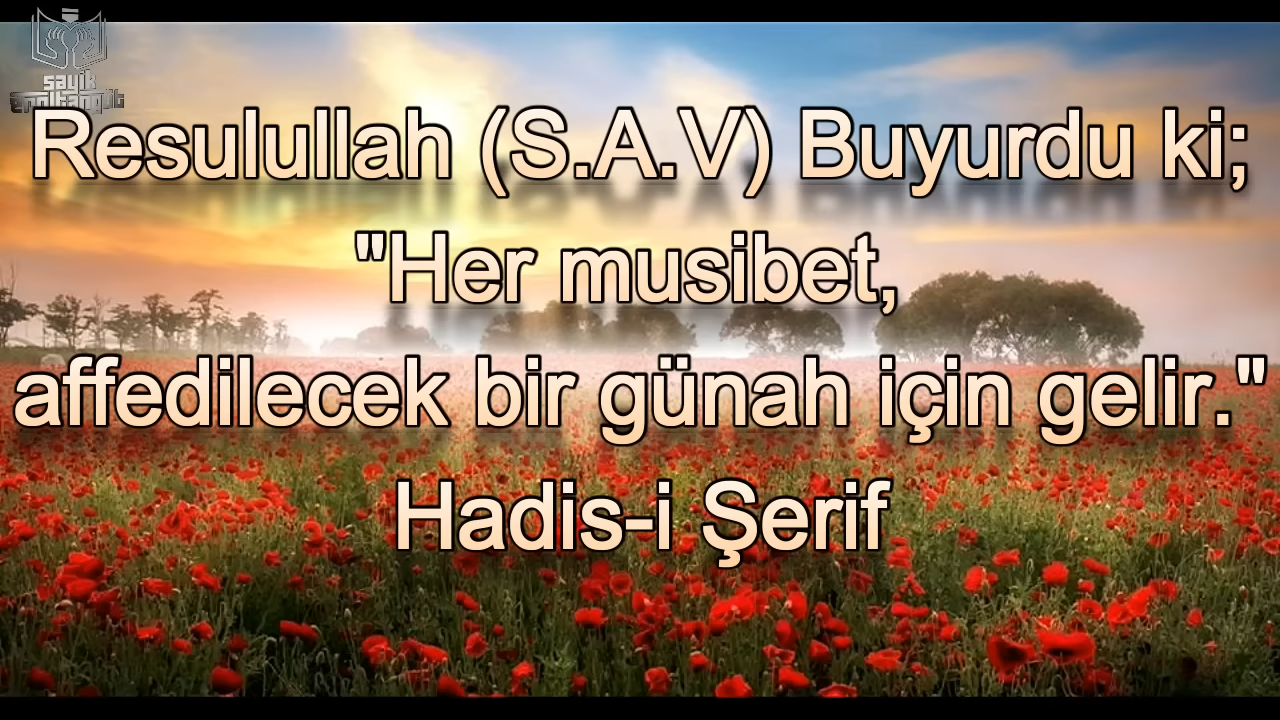 Resulullah (S.A.V) Buyurdu ki;
"Her musibet,
affedilecek bir günah için gelir."
Hadis-i Şerif